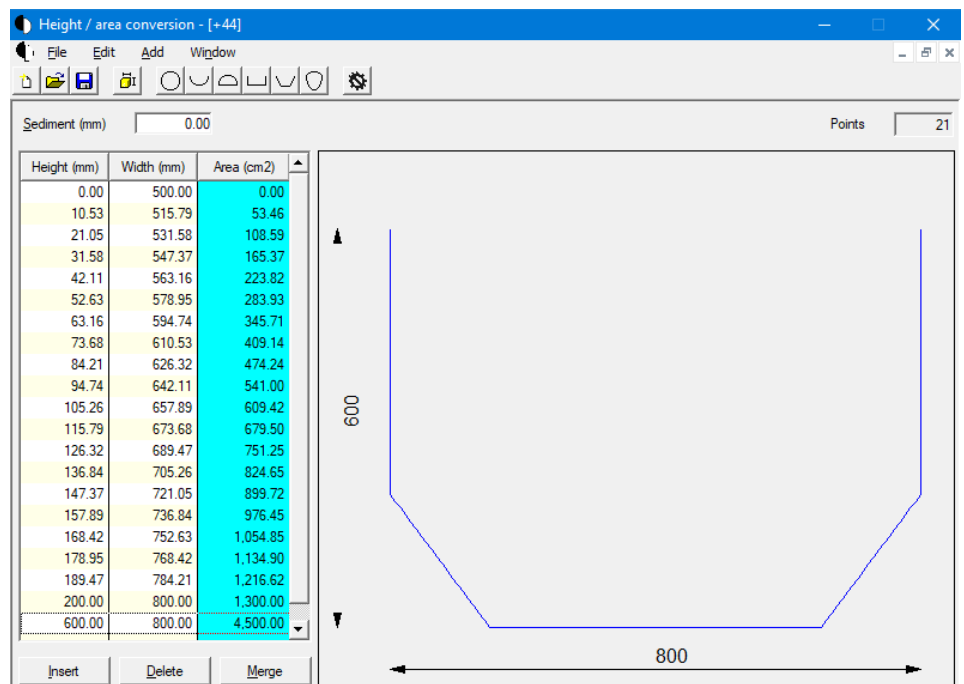 Height / area conversion - [+44]
File Edit Add Window
Sediment (mm) 0.00 Points 21
Height (mm) Width (mm) Area (cm2)
0.00 500.00 0.00
10.53 515.79 53.46
21.05 531.58 108.59
31.58 547.37 165.37
42.11 563.16 223.82
52.63 578.95 283.93
63.16 594.74 345.71
73.68 610.53 409.14
84.21 626.32 474.24
94.74 642.11 541.00
105.26 657.89 609.42
115.79 673.68 679.50
126.32 689.47 751.25
136.84 705.26 824.65
147.37 721.05 899.72
157.89 736.84 976.45
168.42 752.63 1,054.85
178.95 768.42 1,134.90
189.47 784.21 1,216.62
200.00 800.00 1,300.00
600.00 800.00 4,500.00
Insert Delete Merge
600
800